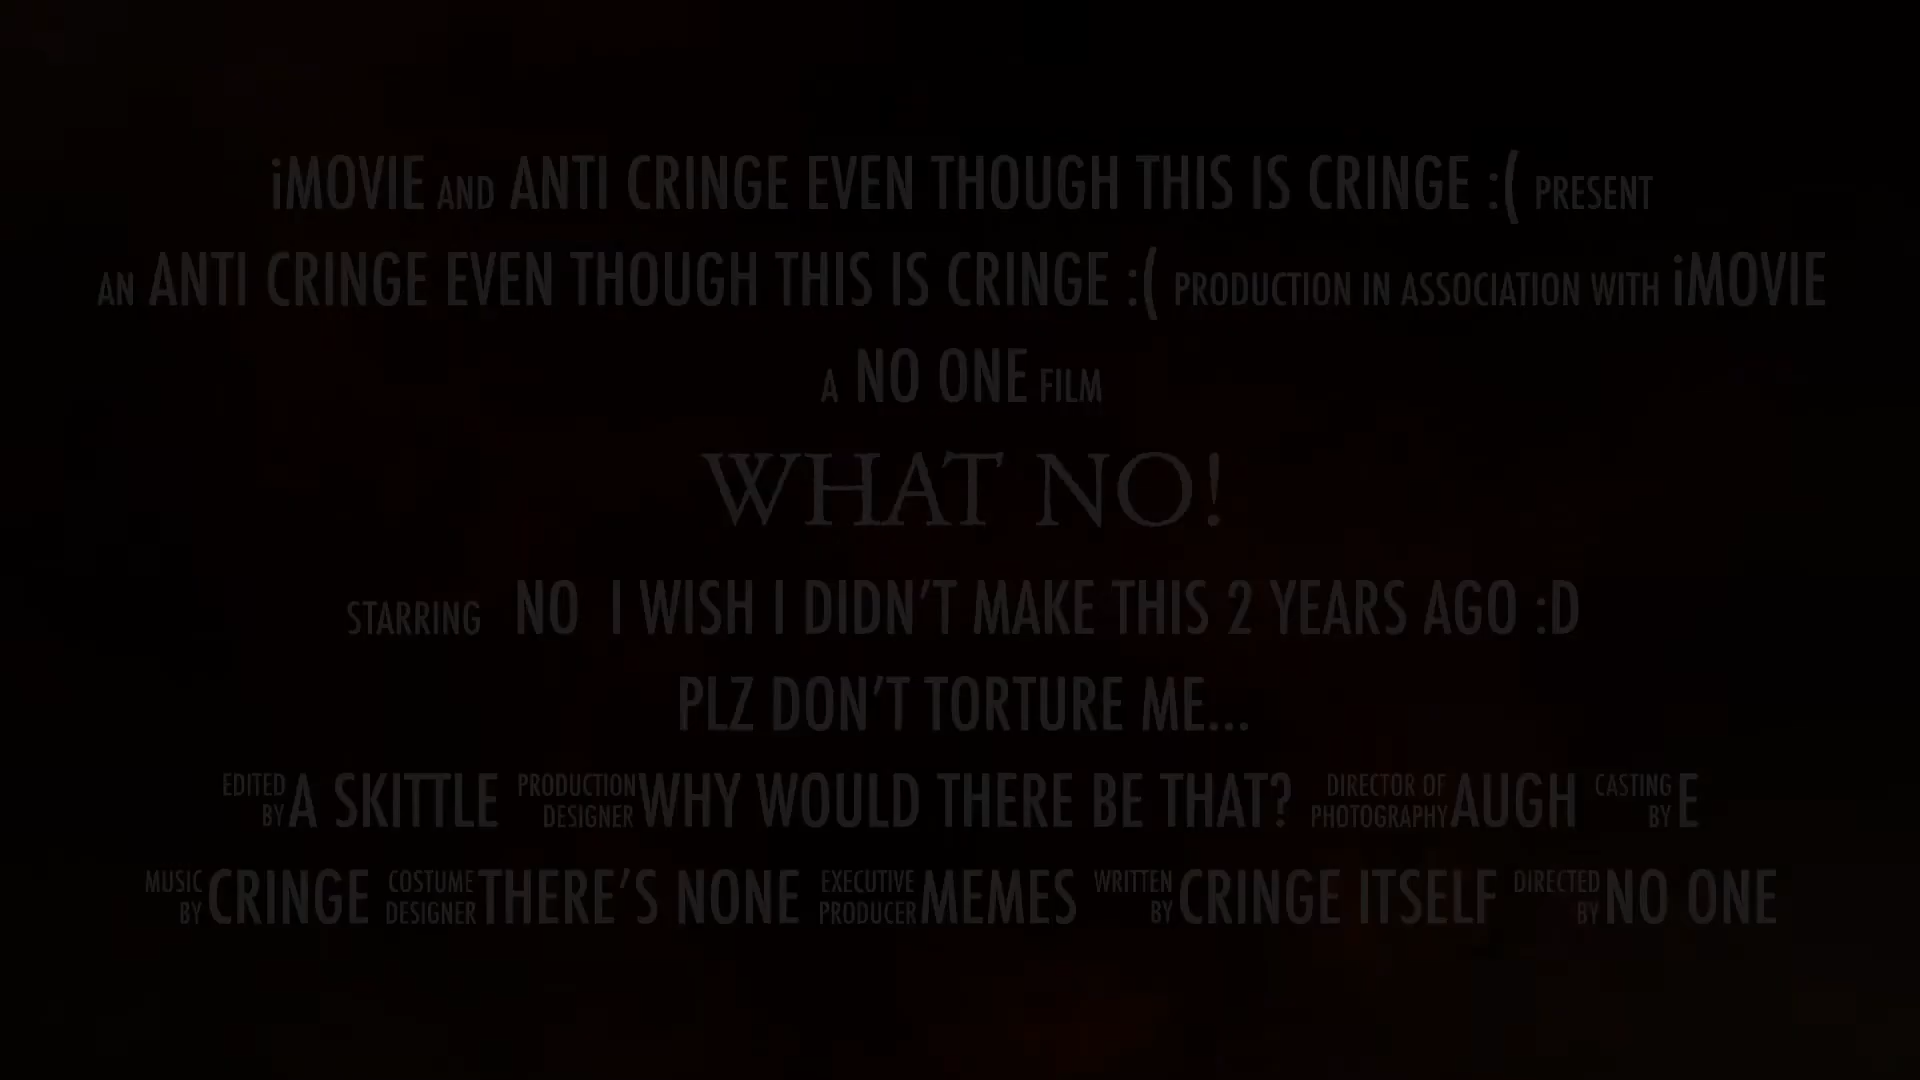 iMOVIE AND ANTI CRINGE EVEN THOUGH THIS IS CRINGE :( PRESENT
AN ANTI CRINGE EVEN THOUGH THIS IS CRINGE :( PRODUCTION IN ASSOCIATION WITH iMOVIE
A NO ONE FILM
WHAT NO!
STARRING NO I WISH I DIDN'T MAKE THIS 2 YEARS AGO :D
PLZ DON'T TORTURE ME...
EDITED BY A SKITTLE PRODUCTION DESIGNER WHY WOULD THERE BE THAT? DIRECTOR OF PHOTOGRAPHY AUGH CASTING BY E
MUSIC BY CRINGE COSTUME DESIGNER THERE'S NONE EXECUTIVE PRODUCER MEMES WRITTEN BY CRINGE ITSELF DIRECTED BY NO ONE